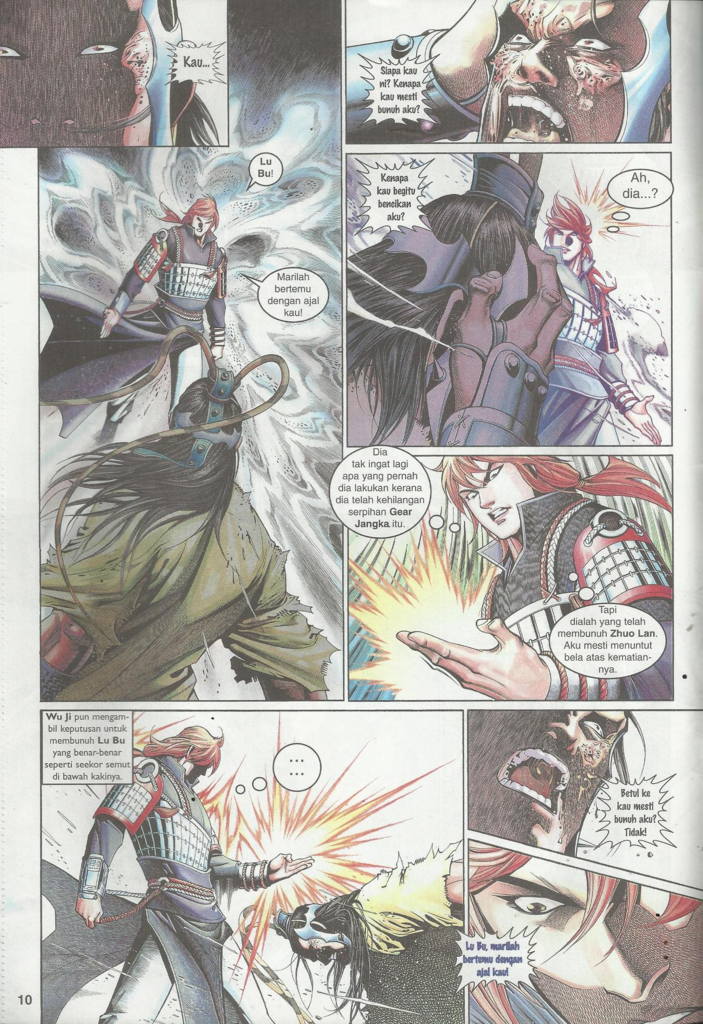 Kau...
Lu
Bu!
Marilah
bertemu
dengan ajal
kau!
Siapa kau
ni? Kenapa
kau mesti
bunuh aku?
Kenapa
kau begitu
bencikan
aku?
Ah,
dia...?
Dia
tak ingat lagi
apa yang pernah
dia lakukan kerana
dia telah kehilangan
serpihan Gear
Jangka itu.
Tapi
dialah yang telah
membunuh Zhuo Lan.
Aku mesti menuntut
bela atas kematian-
nya.
Wu Ji pun mengam-
bil keputusan untuk
membunuh Lu Bu
yang benar-benar
seperti seekor semut
di bawah kakinya.
...
...
Betul ke
kau mesti
bunuh aku?
Tidak!
Lu Bu, marilah
bertemu dengan
ajal kau!
10